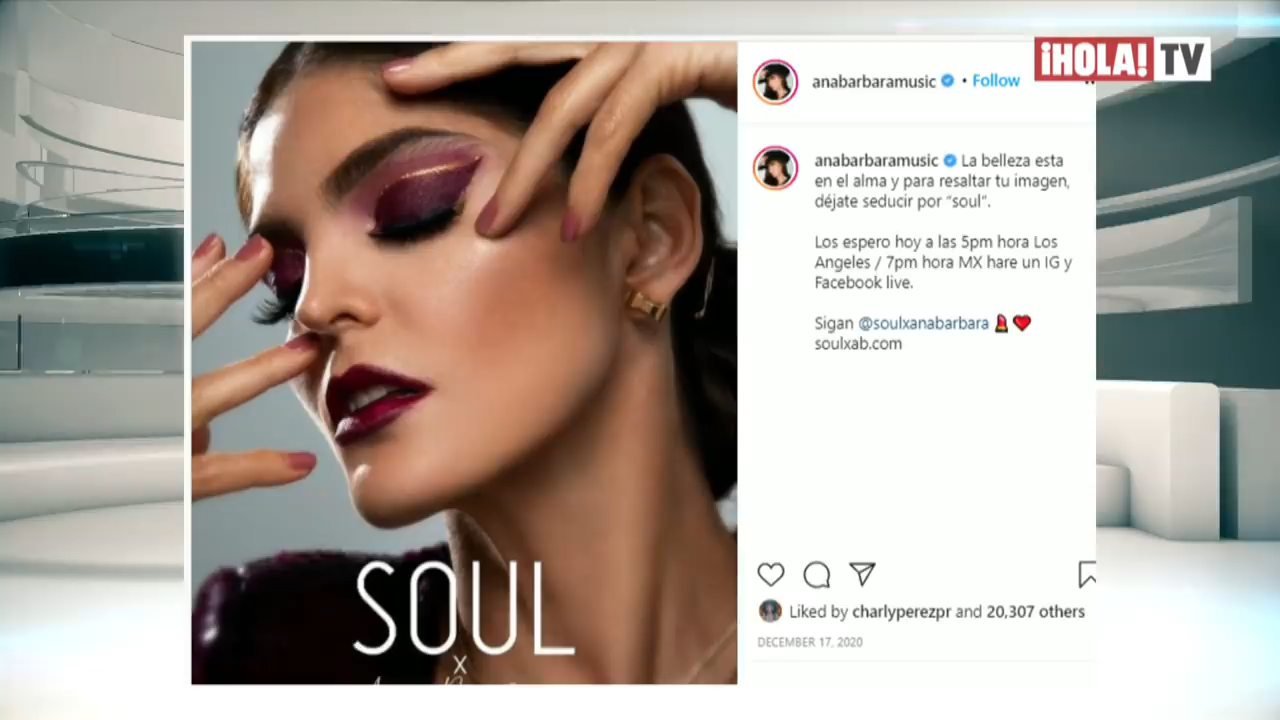 ¡HOLA! TV
anabarbaramusic • Follow
anabarbaramusic La belleza esta
en el alma y para resaltar tu imagen,
déjate seducir por “soul”.
Los espero hoy a las 5pm hora Los
Angeles / 7pm hora MX hare un IG y
Facebook live.
Sigan @soulxanabarbara
soulxab.com
Liked by charlyperezpr and 20,307 others
DECEMBER 17, 2020
SOUL
x